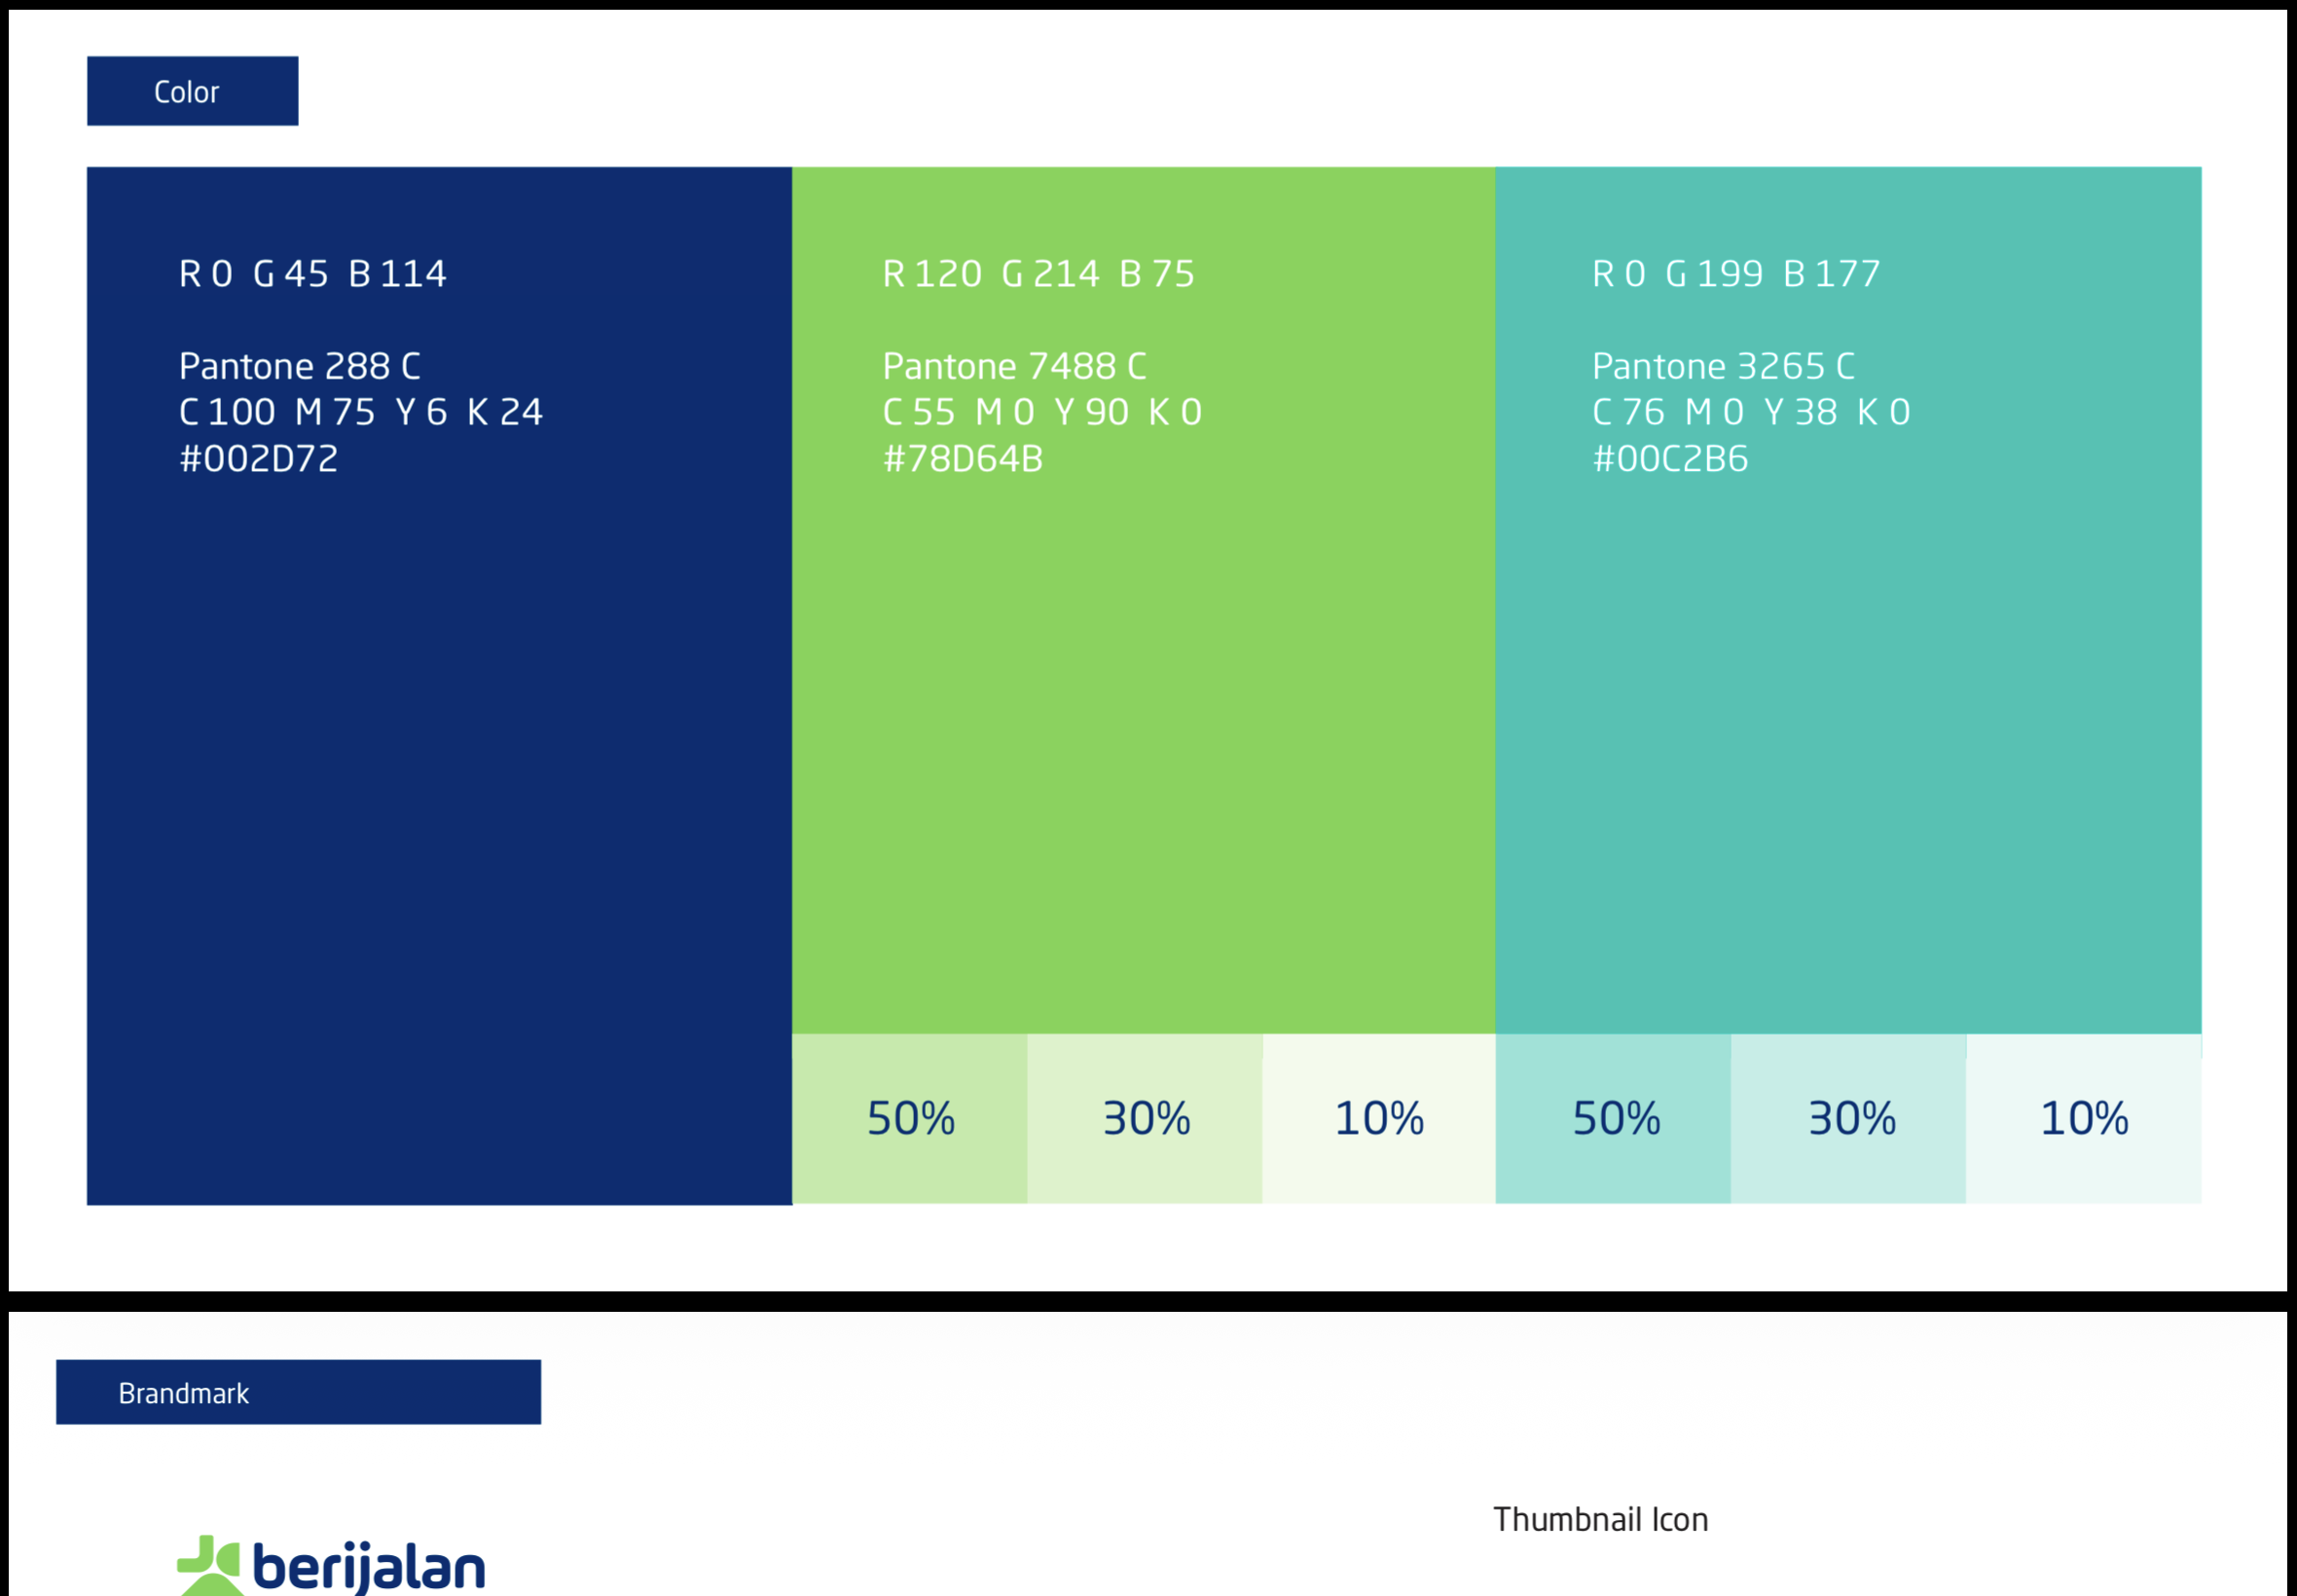 Color
R 0 G 45 B 114
Pantone 288 C
C 100 M 75 Y 6 K 24
#002D72
R 120 G 214 B 75
Pantone 7488 C
C 55 M 0 Y 90 K 0
#78D64B
R 0 G 199 B 177
Pantone 3265 C
C 76 M 0 Y 38 K 0
#00C2B6
50% 30% 10% 50% 30% 10%
Brandmark
Thumbnail Icon
berijalan